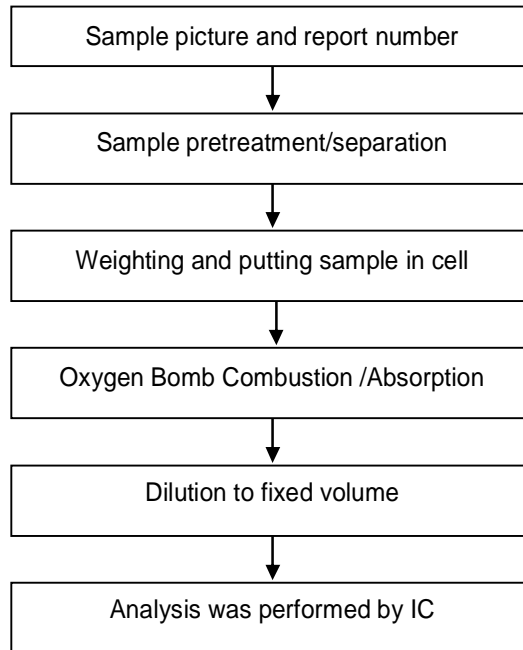 Sample picture and report number
Sample pretreatment/separation
Weighting and putting sample in cell
Oxygen Bomb Combustion /Absorption
Dilution to fixed volume
Analysis was performed by IC